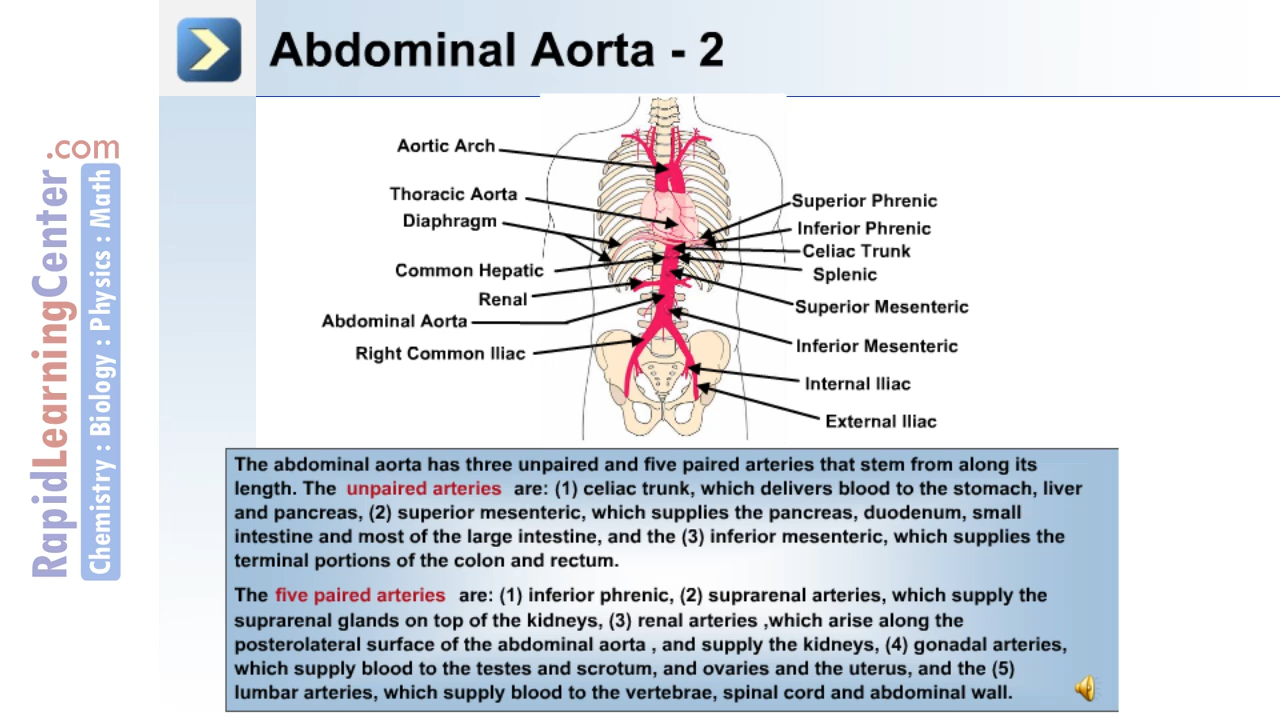 Abdominal Aorta - 2
RapidLearningCenter.com
Chemistry : Biology : Physics : Math
Aortic Arch
Thoracic Aorta
Diaphragm
Common Hepatic
Renal
Abdominal Aorta
Right Common Iliac
Superior Phrenic
Inferior Phrenic
Celiac Trunk
Splenic
Superior Mesenteric
Inferior Mesenteric
Internal Iliac
External Iliac
The abdominal aorta has three unpaired and five paired arteries that stem from along its
length. The unpaired arteries are: (1) celiac trunk, which delivers blood to the stomach, liver
and pancreas, (2) superior mesenteric, which supplies the pancreas, duodenum, small
intestine and most of the large intestine, and the (3) inferior mesenteric, which supplies the
terminal portions of the colon and rectum.
The five paired arteries are: (1) inferior phrenic, (2) suprarenal arteries, which supply the
suprarenal glands on top of the kidneys, (3) renal arteries ,which arise along the
posterolateral surface of the abdominal aorta , and supply the kidneys, (4) gonadal arteries,
which supply blood to the testes and scrotum, and ovaries and the uterus, and the (5)
lumbar arteries, which supply blood to the vertebrae, spinal cord and abdominal wall.